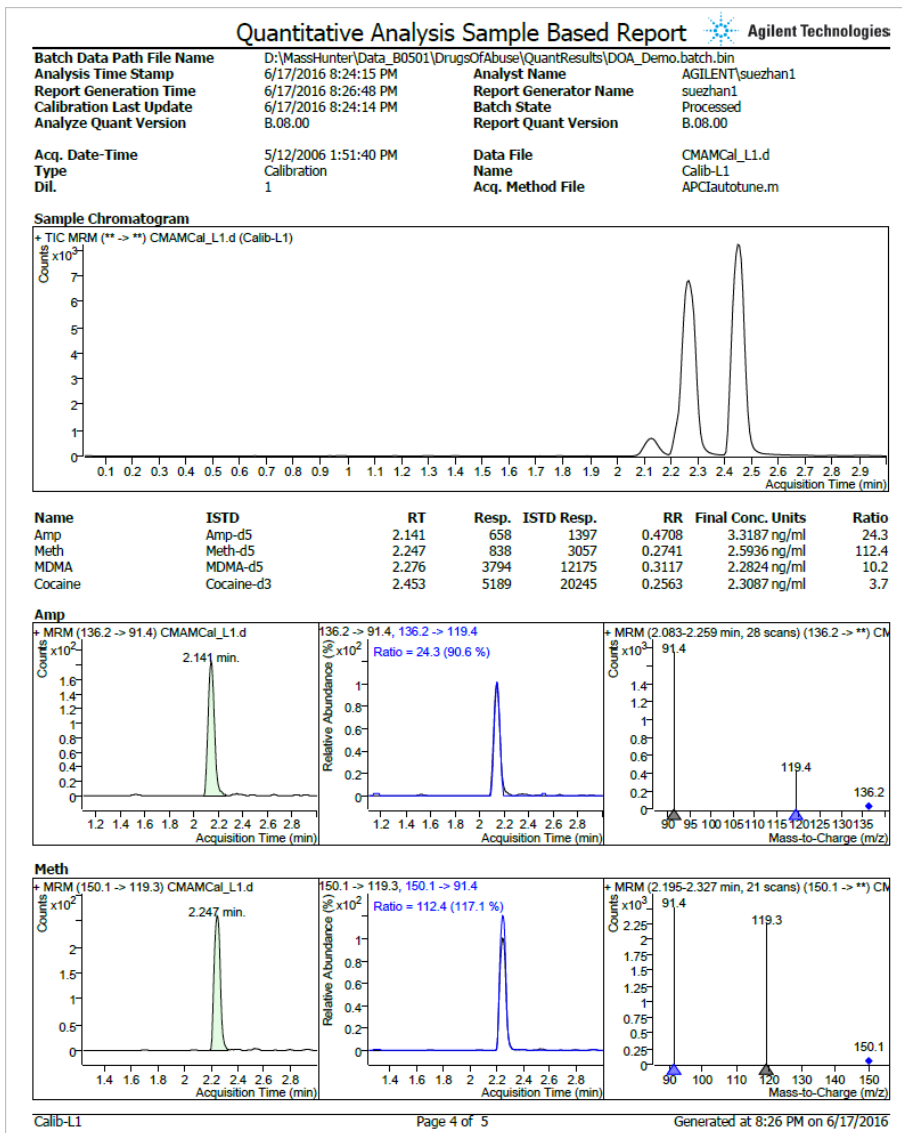 Quantitative Analysis Sample Based Report Agilent Technologies
Batch Data Path File Name D:\MassHunter\Data_B0501\DrugsOfAbuse\QuantResults\DOA_Demo.batch.bin
Analysis Time Stamp 6/17/2016 8:24:15 PM Analyst Name AGILENT\suezhan1
Report Generation Time 6/17/2016 8:26:48 PM Report Generator Name suezhan1
Calibration Last Update 6/17/2016 8:24:14 PM Batch State Processed
Analyze Quant Version B.08.00 Report Quant Version B.08.00
Acq. Date-Time 5/12/2006 1:51:40 PM Data File CMAMCal_L1.d
Type Calibration Name Calib-L1
Dil. 1 Acq. Method File APCIautotune.m
Sample Chromatogram
+ TIC MRM (** -> **) CMAMCal_L1.d (Calib-L1)
Counts x10³
7
6
5
4
3
2
1
0
0.1 0.2 0.3 0.4 0.5 0.6 0.7 0.8 0.9 1 1.1 1.2 1.3 1.4 1.5 1.6 1.7 1.8 1.9 2 2.1 2.2 2.3 2.4 2.5 2.6 2.7 2.8 2.9
Acquisition Time (min)
Name ISTD RT Resp. ISTD Resp. RR Final Conc. Units Ratio
Amp Amp-d5 2.141 658 1397 0.4708 3.3187 ng/ml 24.3
Meth Meth-d5 2.247 838 3057 0.2741 2.5936 ng/ml 112.4
MDMA MDMA-d5 2.276 3794 12175 0.3117 2.2824 ng/ml 10.2
Cocaine Cocaine-d3 2.453 5189 20245 0.2563 2.3087 ng/ml 3.7
Amp
+ MRM (136.2 -> 91.4) CMAMCal_L1.d
Counts x10²
2.141 min.
1.6
1.4
1.2
1
0.8
0.6
0.4
0.2
0
1.2 1.4 1.6 1.8 2 2.2 2.4 2.6 2.8
Acquisition Time (min)
136.2 -> 91.4, 136.2 -> 119.4
Relative Abundance (%) x10²
Ratio = 24.3 (90.6 %)
1
0.8
0.6
0.4
0.2
0
1.2 1.4 1.6 1.8 2 2.2 2.4 2.6 2.8
Acquisition Time (min)
+ MRM (2.083-2.259 min, 28 scans) (136.2 -> **) CM
Counts x10³
91.4
1.4
1.2
1
0.8
0.6
0.4
0.2
0
119.4
136.2
90 95 100 105 110 115 120 125 130 135
Mass-to-Charge (m/z)
Meth
+ MRM (150.1 -> 119.3) CMAMCal_L1.d
Counts x10²
2.247 min.
2
1.5
1
0.5
0
1.4 1.6 1.8 2 2.2 2.4 2.6 2.8
Acquisition Time (min)
150.1 -> 119.3, 150.1 -> 91.4
Relative Abundance (%) x10²
Ratio = 112.4 (117.1 %)
1
0.8
0.6
0.4
0.2
0
1.4 1.6 1.8 2 2.2 2.4 2.6 2.8
Acquisition Time (min)
+ MRM (2.195-2.327 min, 21 scans) (150.1 -> **) CM
Counts x10³
91.4
119.3
2.25
2
1.75
1.5
1.25
1
0.75
0.5
0.25
0
150.1
90 100 110 120 130 140 150
Mass-to-Charge (m/z)
Calib-L1 Page 4 of 5 Generated at 8:26 PM on 6/17/2016